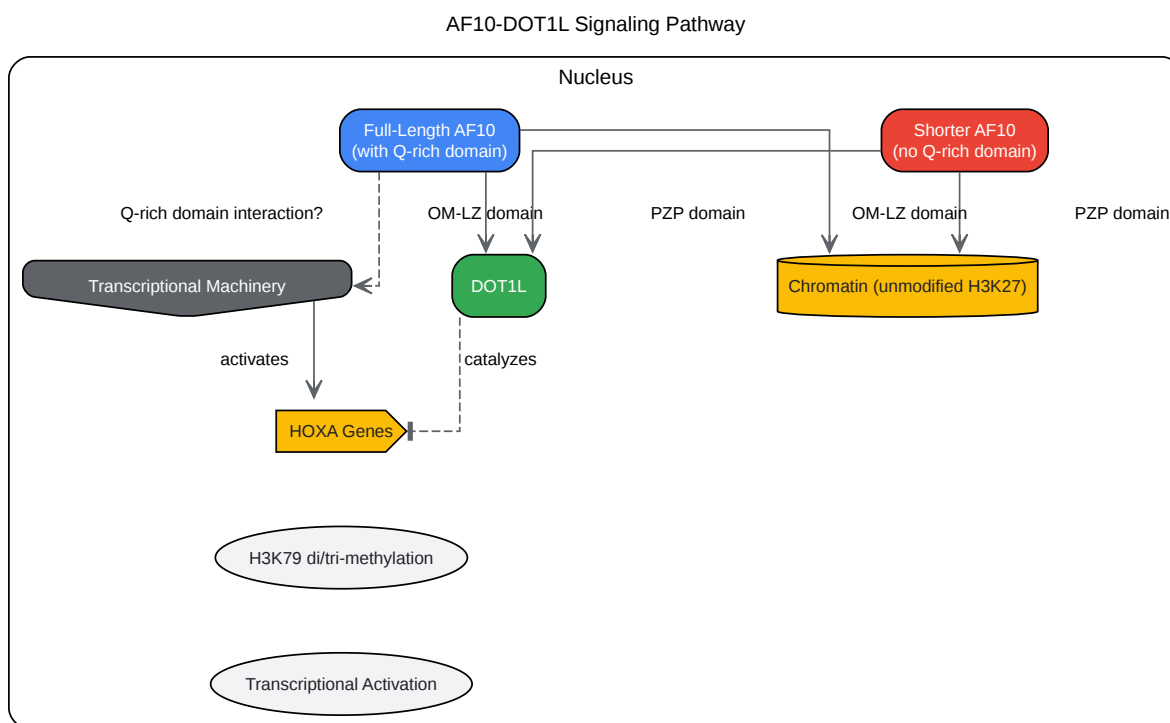 AF10-DOT1L Signaling Pathway
Nucleus
Full-Length AF10
(with Q-rich domain)
Shorter AF10
(no Q-rich domain)
Q-rich domain interaction?
OM-LZ domain
PZP domain
OM-LZ domain
PZP domain
Transcriptional Machinery
DOT1L
Chromatin (unmodified H3K27)
activates
catalyzes
HOXA Genes
H3K79 di/tri-methylation
Transcriptional Activation